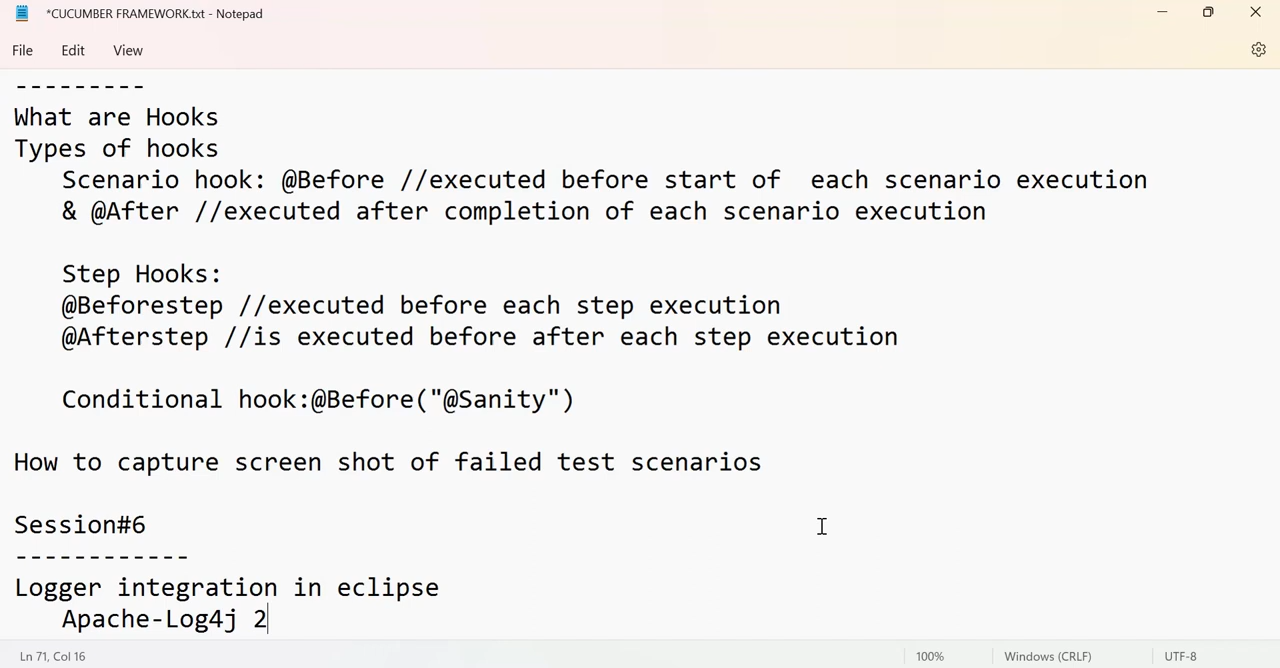 *CUCUMBER FRAMEWORK.txt - Notepad
File Edit View
---------
What are Hooks
Types of hooks
Scenario hook: @Before //executed before start of  each scenario execution
& @After //executed after completion of each scenario execution
Step Hooks:
@Beforestep //executed before each step execution
@Afterstep //is executed before after each step execution
Conditional hook:@Before("@Sanity")
How to capture screen shot of failed test scenarios
Session#6
------------
Logger integration in eclipse
Apache-Log4j 2
Ln 71, Col 16 100% Windows (CRLF) UTF-8